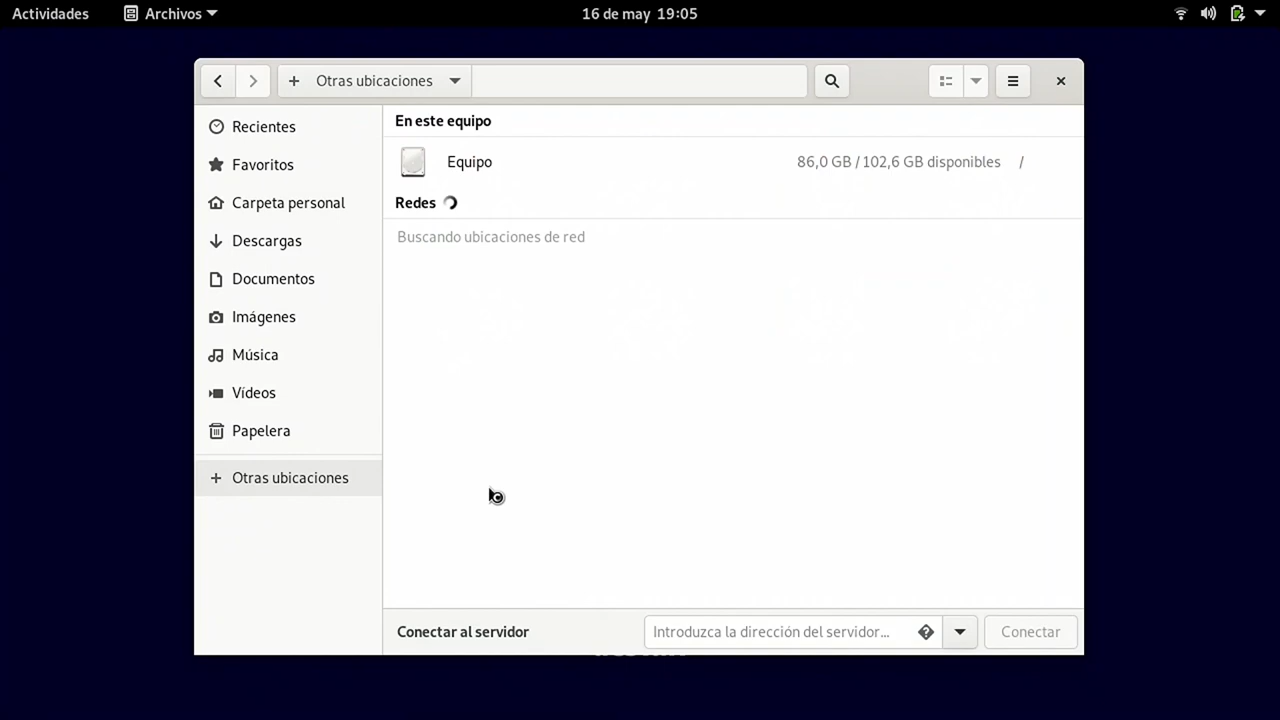 Actividades
Archivos
16 de may 19:05
Otras ubicaciones
Recientes
Favoritos
Carpeta personal
Descargas
Documentos
Imágenes
Música
Vídeos
Papelera
Otras ubicaciones
En este equipo
Equipo 86,0 GB / 102,6 GB disponibles /
Redes
Buscando ubicaciones de red
Conectar al servidor
Introduzca la dirección del servidor...
Conectar